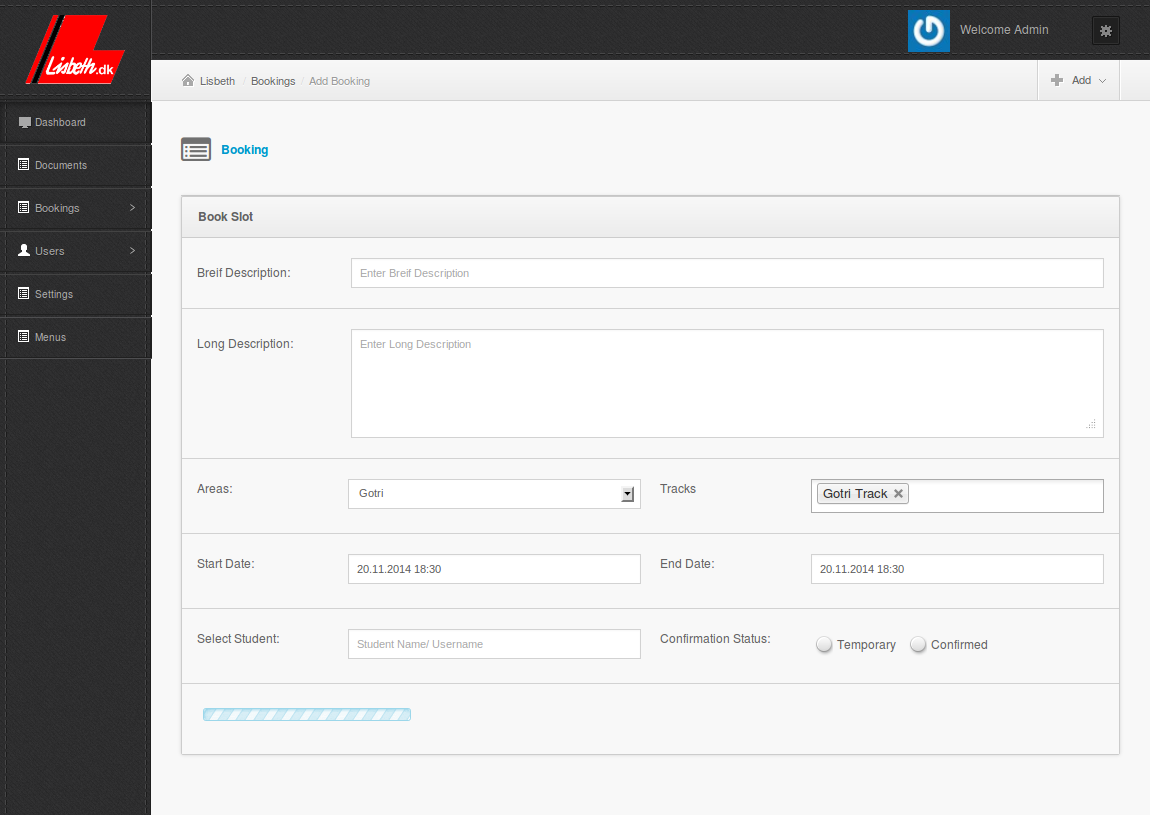 Lisbeth.dk
Welcome Admin
Lisbeth / Bookings / Add Booking
Add
Dashboard
Documents
Bookings
Users
Settings
Menus
Booking
Book Slot
Breif Description:
Enter Breif Description
Long Description:
Enter Long Description
Areas:
Gotri
Tracks
Gotri Track
Start Date:
20.11.2014 18:30
End Date:
20.11.2014 18:30
Select Student:
Student Name/ Username
Confirmation Status:
Temporary
Confirmed